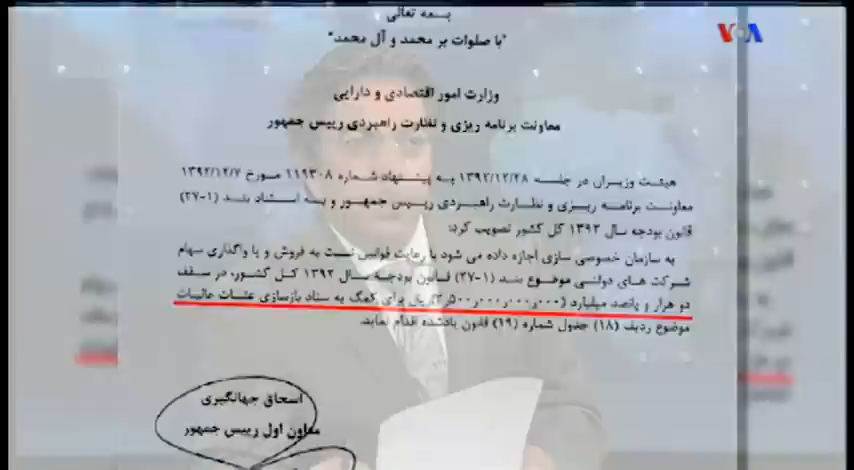 بسمه تعالی
"با صلوات بر محمد و آل محمد"
VOA
وزارت امور اقتصادی و دارایی
معاونت برنامه ریزی و نظارت راهبردی رییس جمهور
هیئت وزیران در جلسه ۱۳۹۲/۱۲/۲۸ به پیشنهاد شماره ۱۱۹۳۰۸ مورخ ۱۳۹۲/۱۲/۷
معاونت برنامه ریزی و نظارت راهبردی رییس جمهور و به استناد بند (۱-۲۷)
قانون بودجه سال ۱۳۹۲ کل کشور تصویب کرد:
به سازمان خصوصی سازی اجازه داده می شود با رعایت قوانین نسبت به فروش و یا واگذاری سهام
شرکت های دولتی موضوع بند (۱-۲۷) قانون بودجه سال ۱۳۹۲ کل کشور، در سقف
دو هزار و پانصد میلیارد (۲٫۵۰۰٫۰۰۰٫۰۰۰٫۰۰۰) ریال برای کمک به ستاد بازسازی عتبات عالیات
موضوع ردیف (۱۸) جدول شماره (۱۹) قانون یادشده اقدام نماید.
اسحاق جهانگیری
معاون اول رییس جمهور